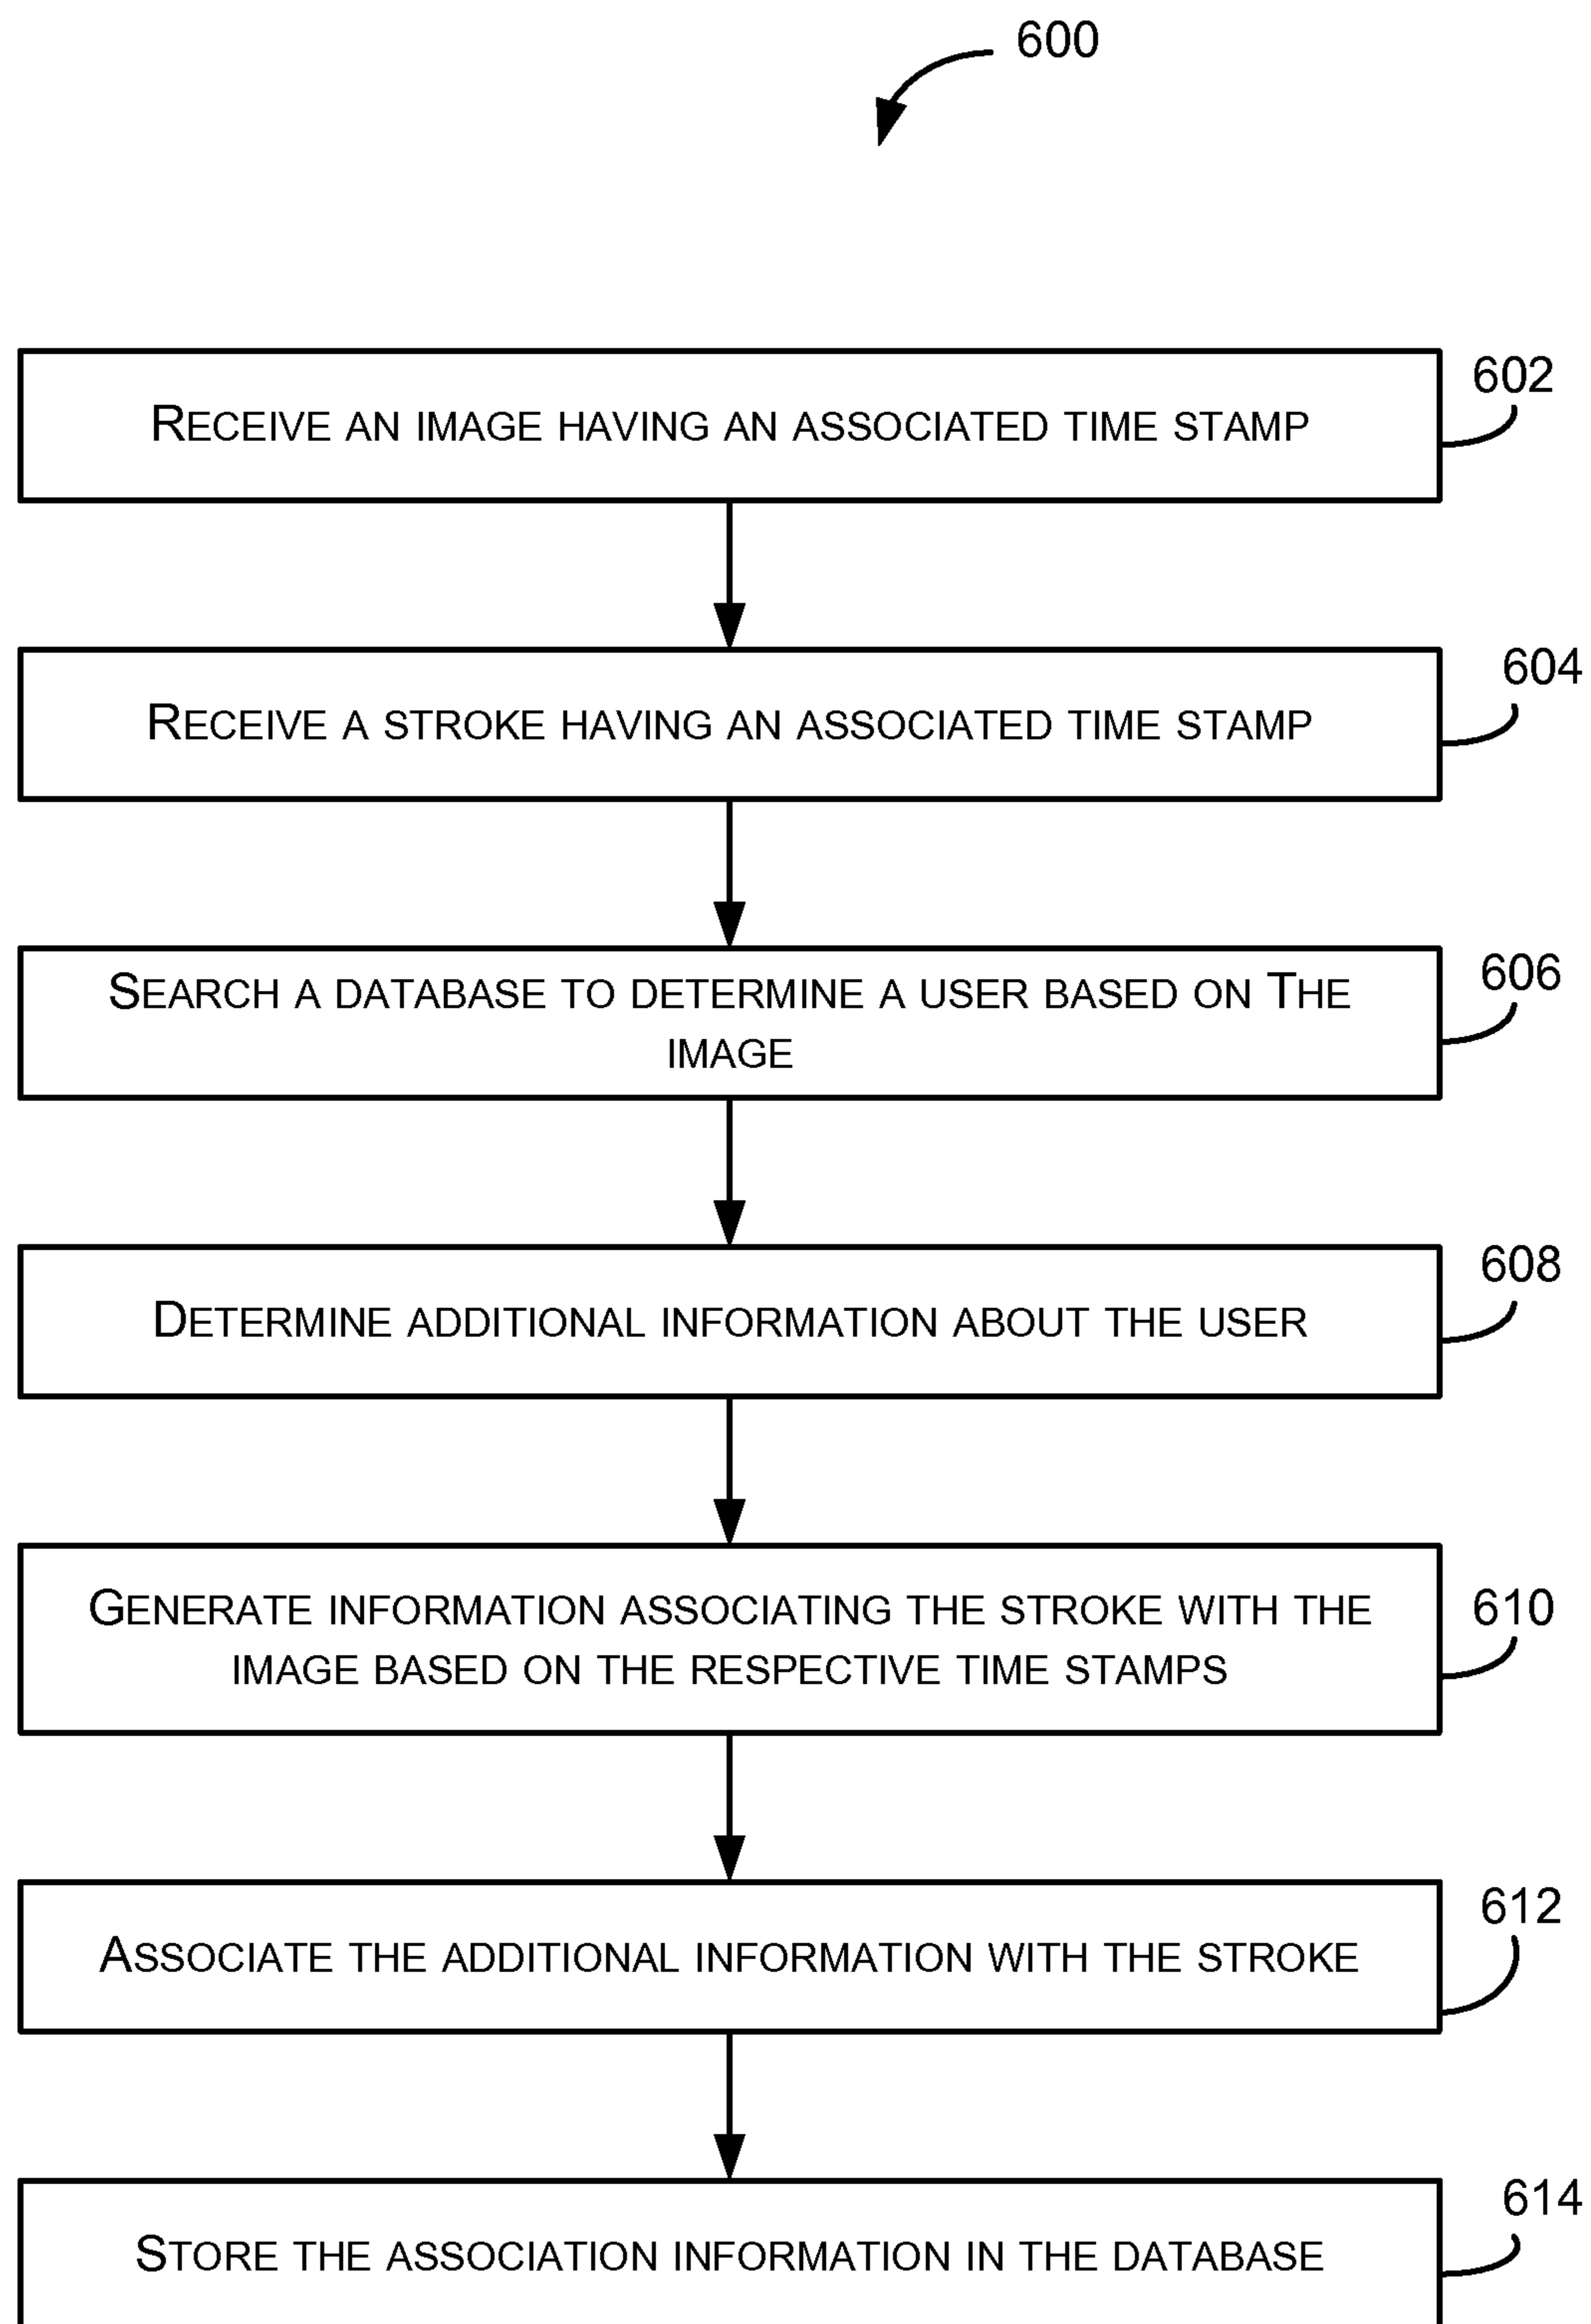 600
RECEIVE AN IMAGE HAVING AN ASSOCIATED TIME STAMP
602
RECEIVE A STROKE HAVING AN ASSOCIATED TIME STAMP
604
SEARCH A DATABASE TO DETERMINE A USER BASED ON THE
IMAGE
606
DETERMINE ADDITIONAL INFORMATION ABOUT THE USER
608
GENERATE INFORMATION ASSOCIATING THE STROKE WITH THE
IMAGE BASED ON THE RESPECTIVE TIME STAMPS
610
ASSOCIATE THE ADDITIONAL INFORMATION WITH THE STROKE
612
STORE THE ASSOCIATION INFORMATION IN THE DATABASE
614